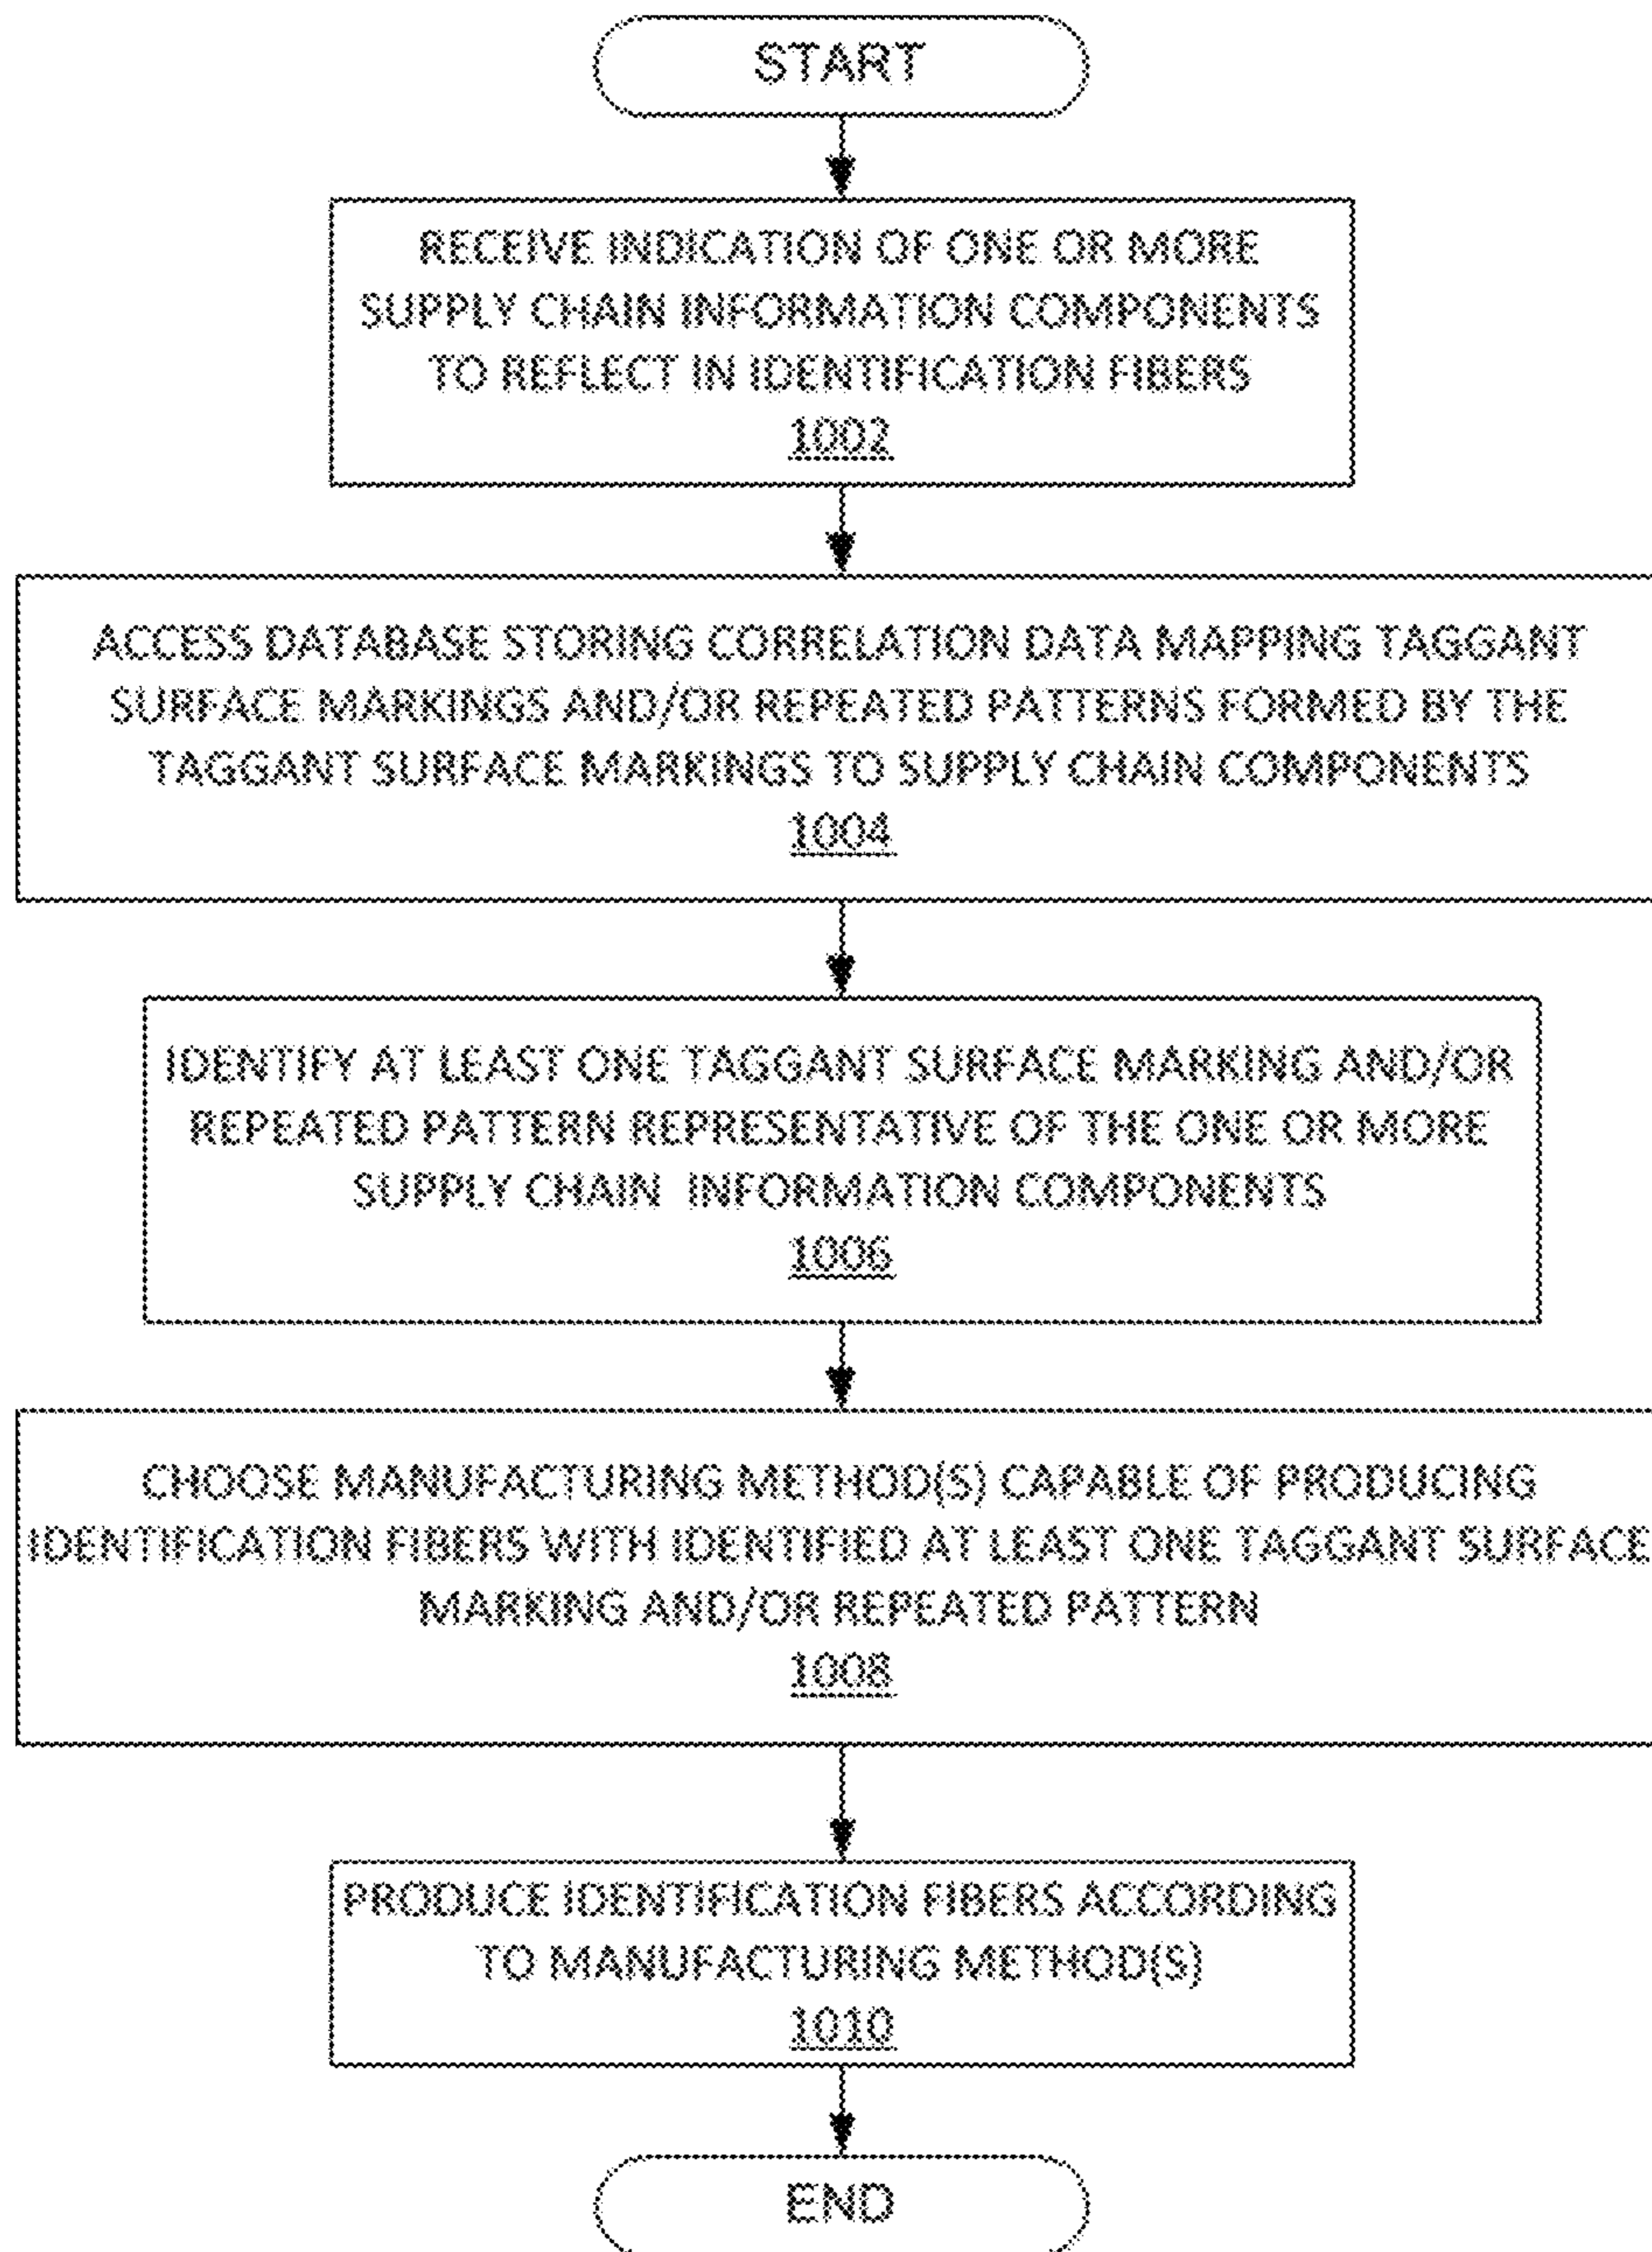 START
RECEIVE INDICATION OF ONE OR MORE
SUPPLY CHAIN INFORMATION COMPONENTS
TO REFLECT IN IDENTIFICATION FIBERS
1002
ACCESS DATABASE STORING CORRELATION DATA MAPPING TAGGANT
SURFACE MARKINGS AND/OR REPEATED PATTERNS FORMED BY THE
TAGGANT SURFACE MARKINGS TO SUPPLY CHAIN COMPONENTS
1004
IDENTIFY AT LEAST ONE TAGGANT SURFACE MARKING AND/OR
REPEATED PATTERN REPRESENTATIVE OF THE ONE OR MORE
SUPPLY CHAIN INFORMATION COMPONENTS
1006
CHOOSE MANUFACTURING METHOD(S) CAPABLE OF PRODUCING
IDENTIFICATION FIBERS WITH IDENTIFIED AT LEAST ONE TAGGANT SURFACE
MARKING AND/OR REPEATED PATTERN
1008
PRODUCE IDENTIFICATION FIBERS ACCORDING
TO MANUFACTURING METHOD(S)
1010
END